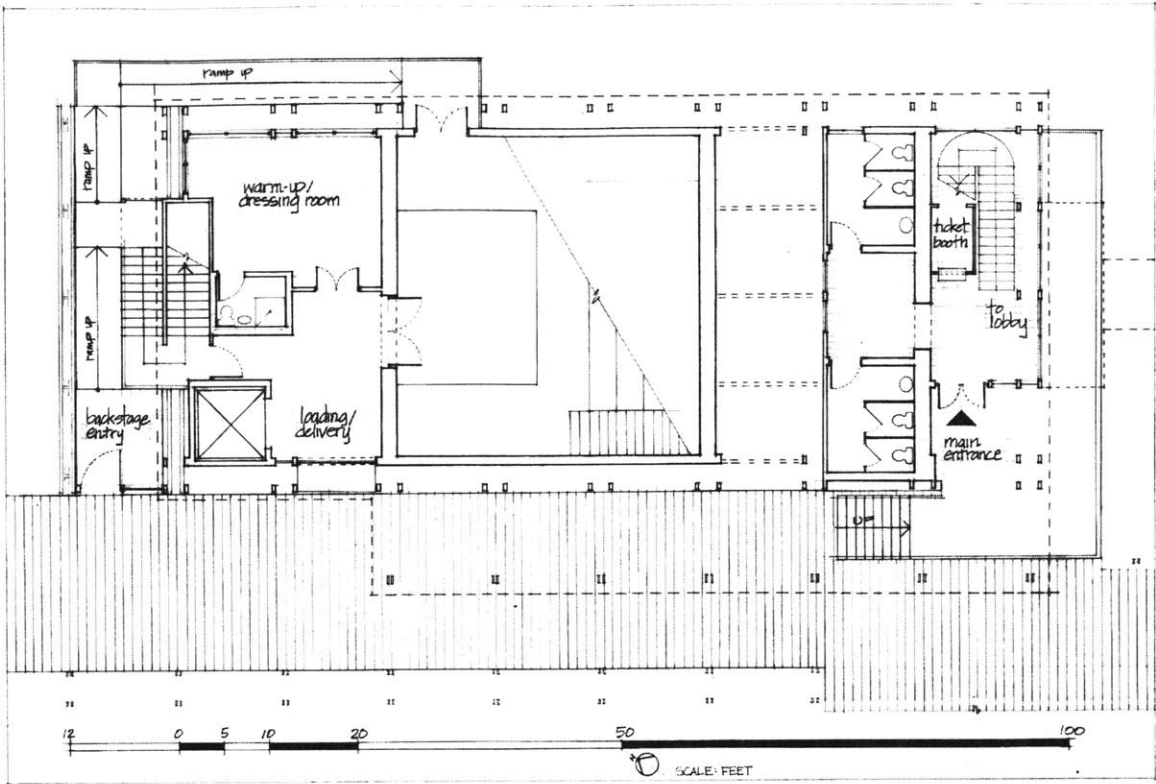 ramp up
ramp up
warm-up/
dressing room
ticket
booth
ramp up
to
lobby
backstage
entry
loading/
delivery
main
entrance
UP
12 0 5 10 20 50 100
SCALE: FEET